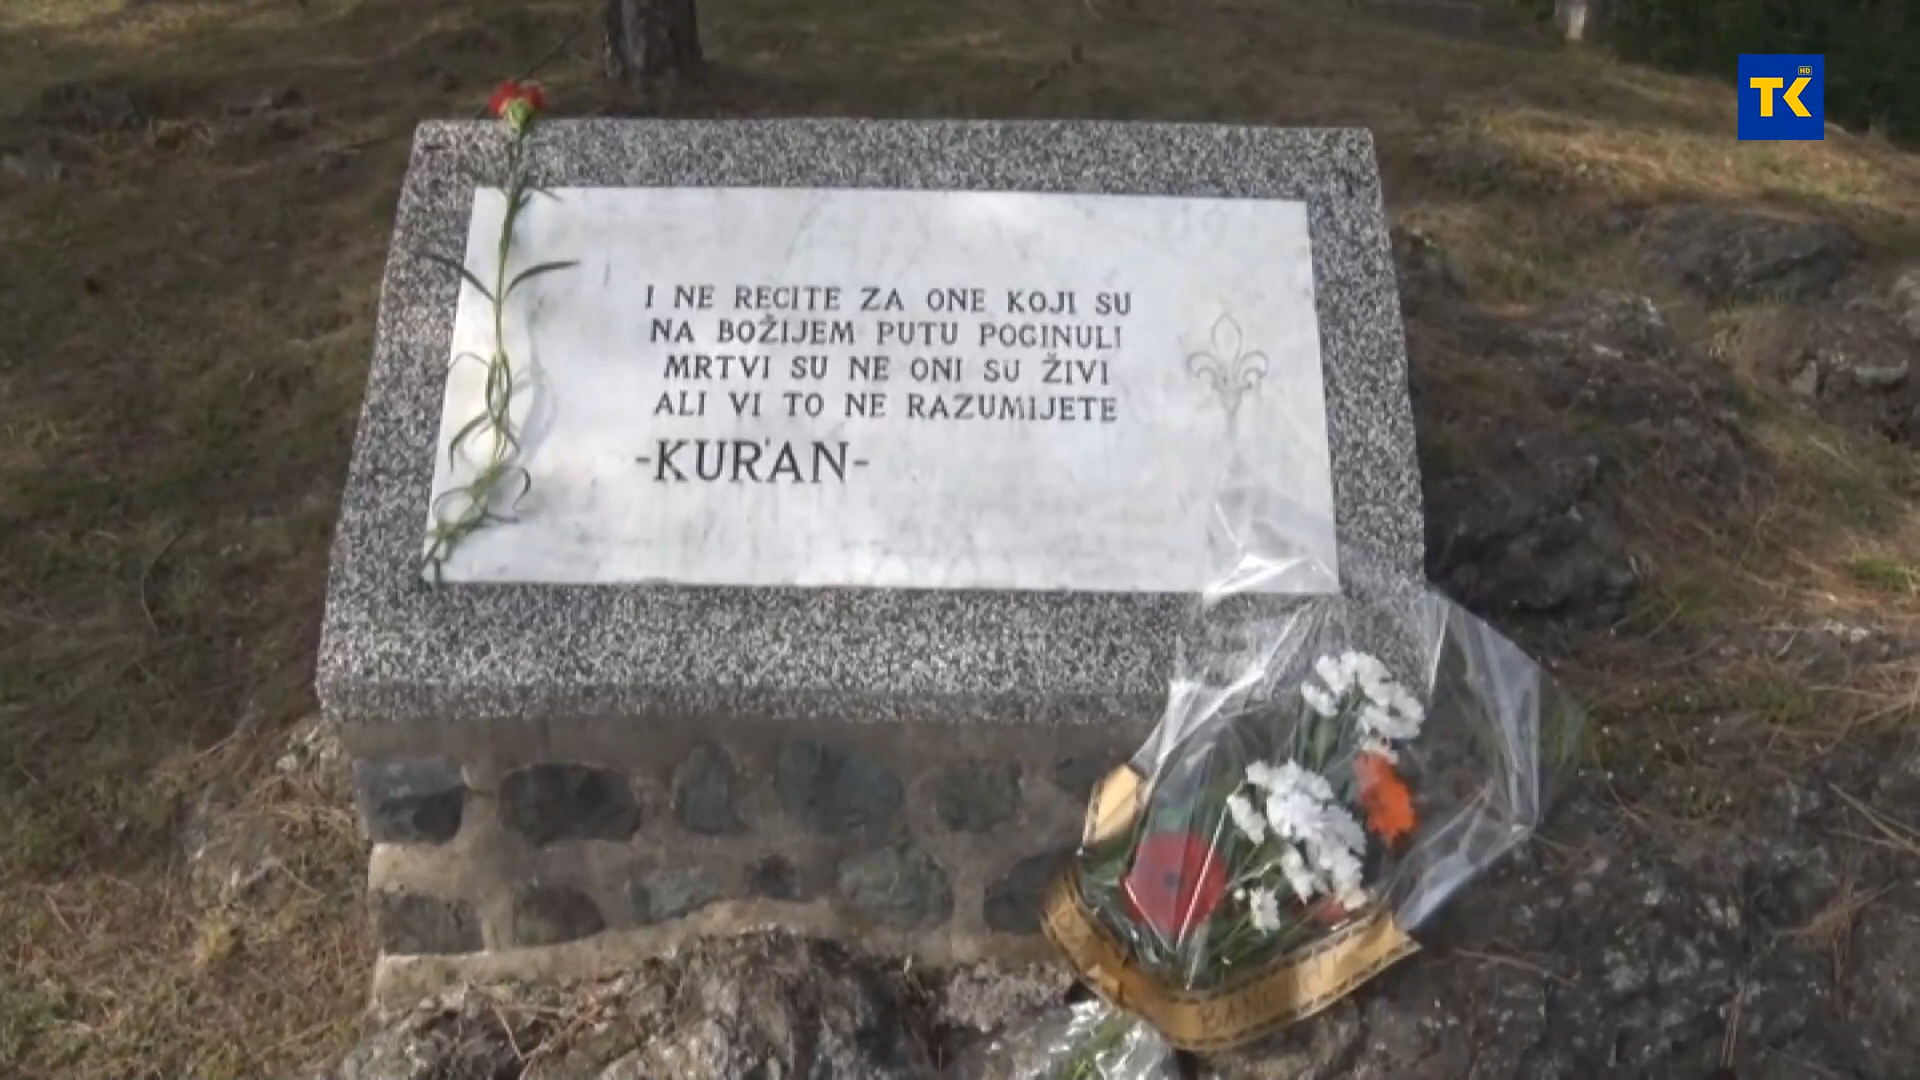 TK HD
I NE RECITE ZA ONE KOJI SU
NA BOŽIJEM PUTU POGINULI
MRTVI SU NE ONI SU ŽIVI
ALI VI TO NE RAZUMIJETE
-KUR'AN-